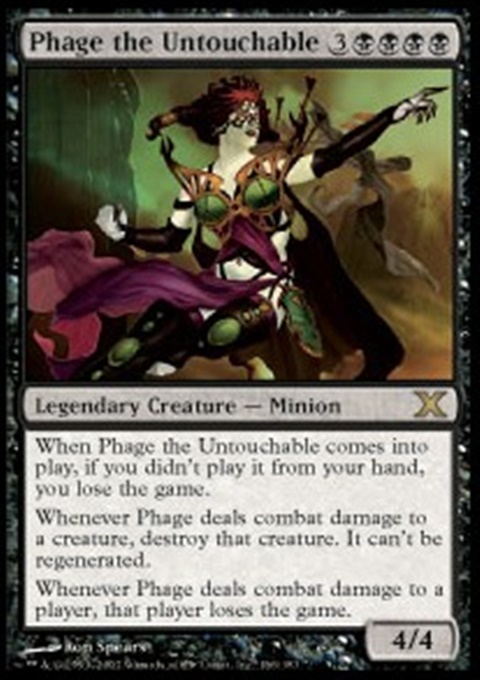 Phage the Untouchable 3
Legendary Creature — Minion
X
When Phage the Untouchable comes into
play, if you didn't play it from your hand,
you lose the game.
Whenever Phage deals combat damage to
a creature, destroy that creature. It can't be
regenerated.
Whenever Phage deals combat damage to a
player, that player loses the game.
Ron Spears
4/4